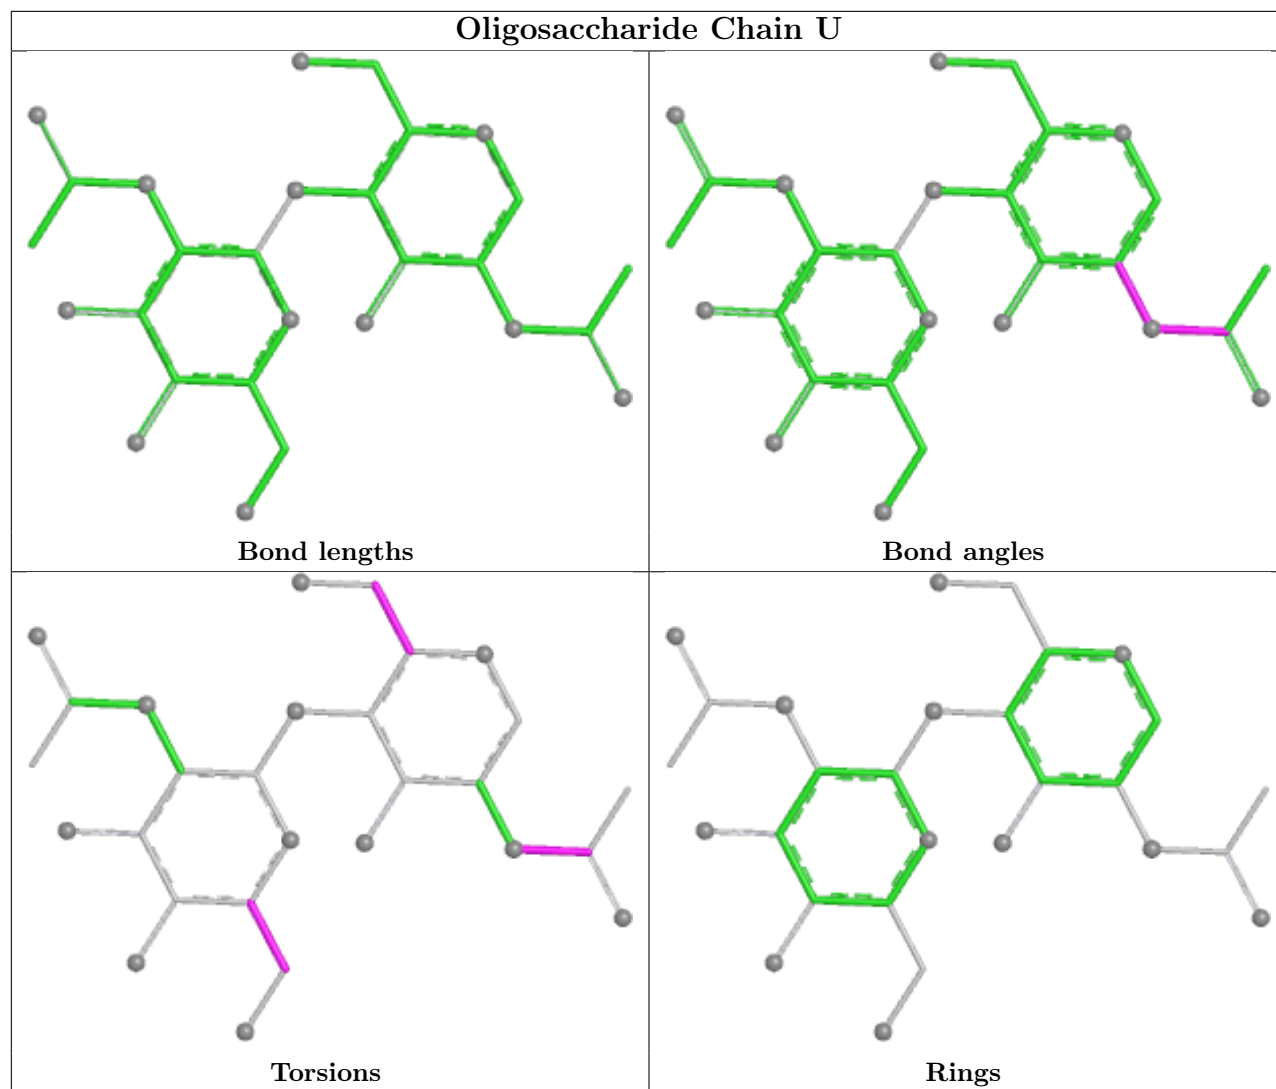 Oligosaccharide Chain U
Bond lengths
Bond angles
Torsions
Rings